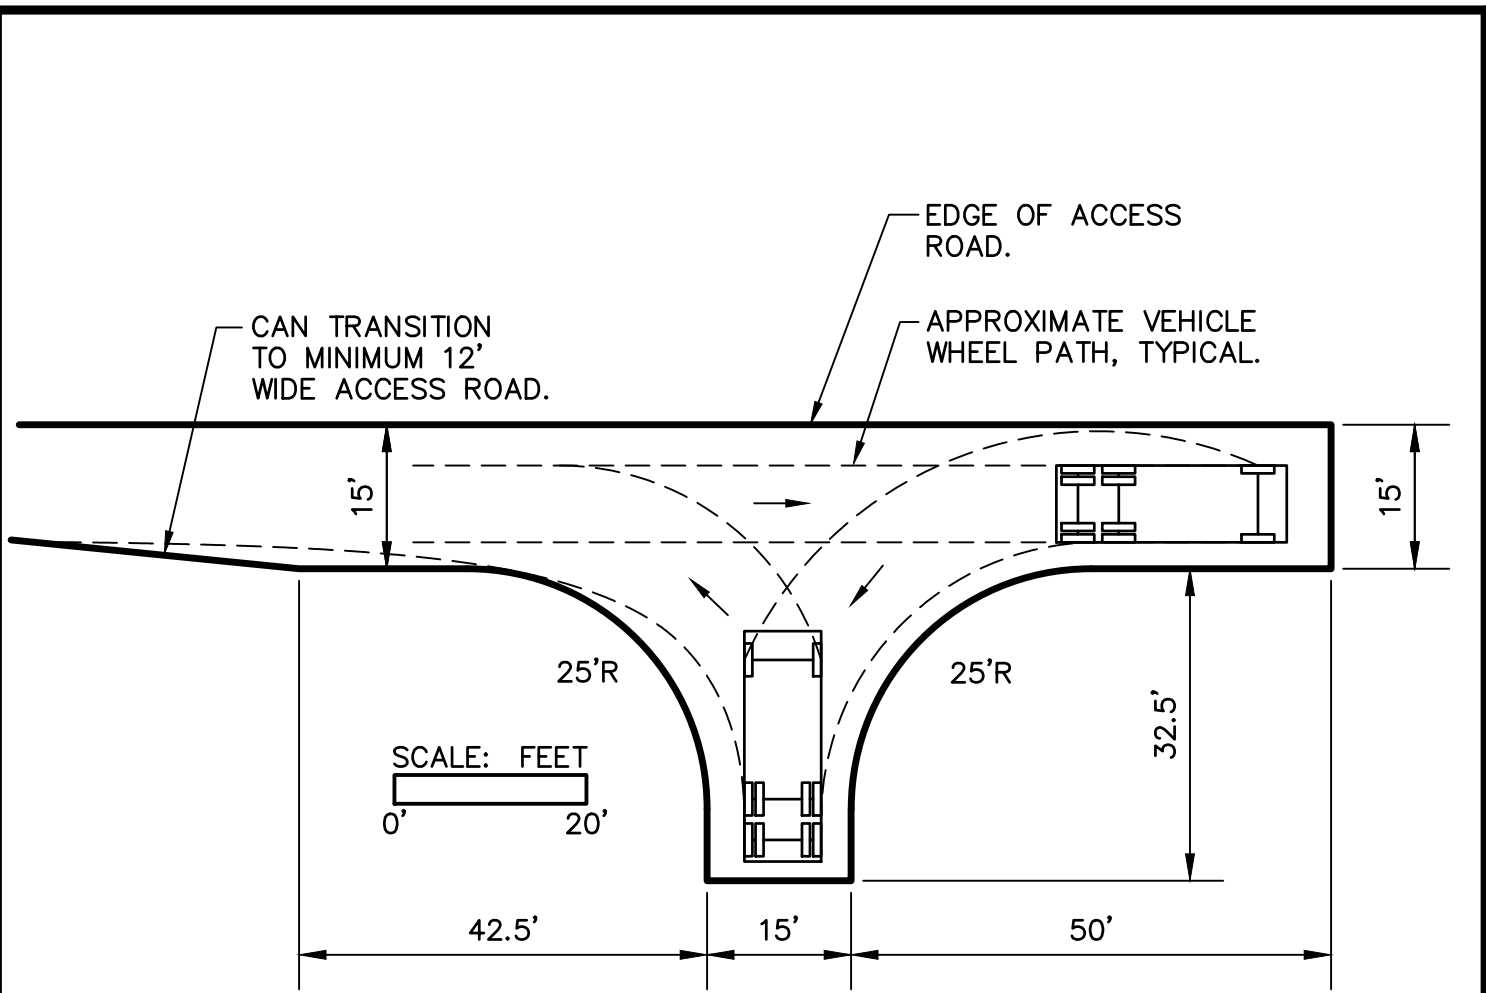 EDGE OF ACCESS
ROAD.
CAN TRANSITION
TO MINIMUM 12'
WIDE ACCESS ROAD.
APPROXIMATE VEHICLE
WHEEL PATH, TYPICAL.
15'
15'
25'R
25'R
32.5'
SCALE: FEET
0' 20'
42.5'
15'
50'